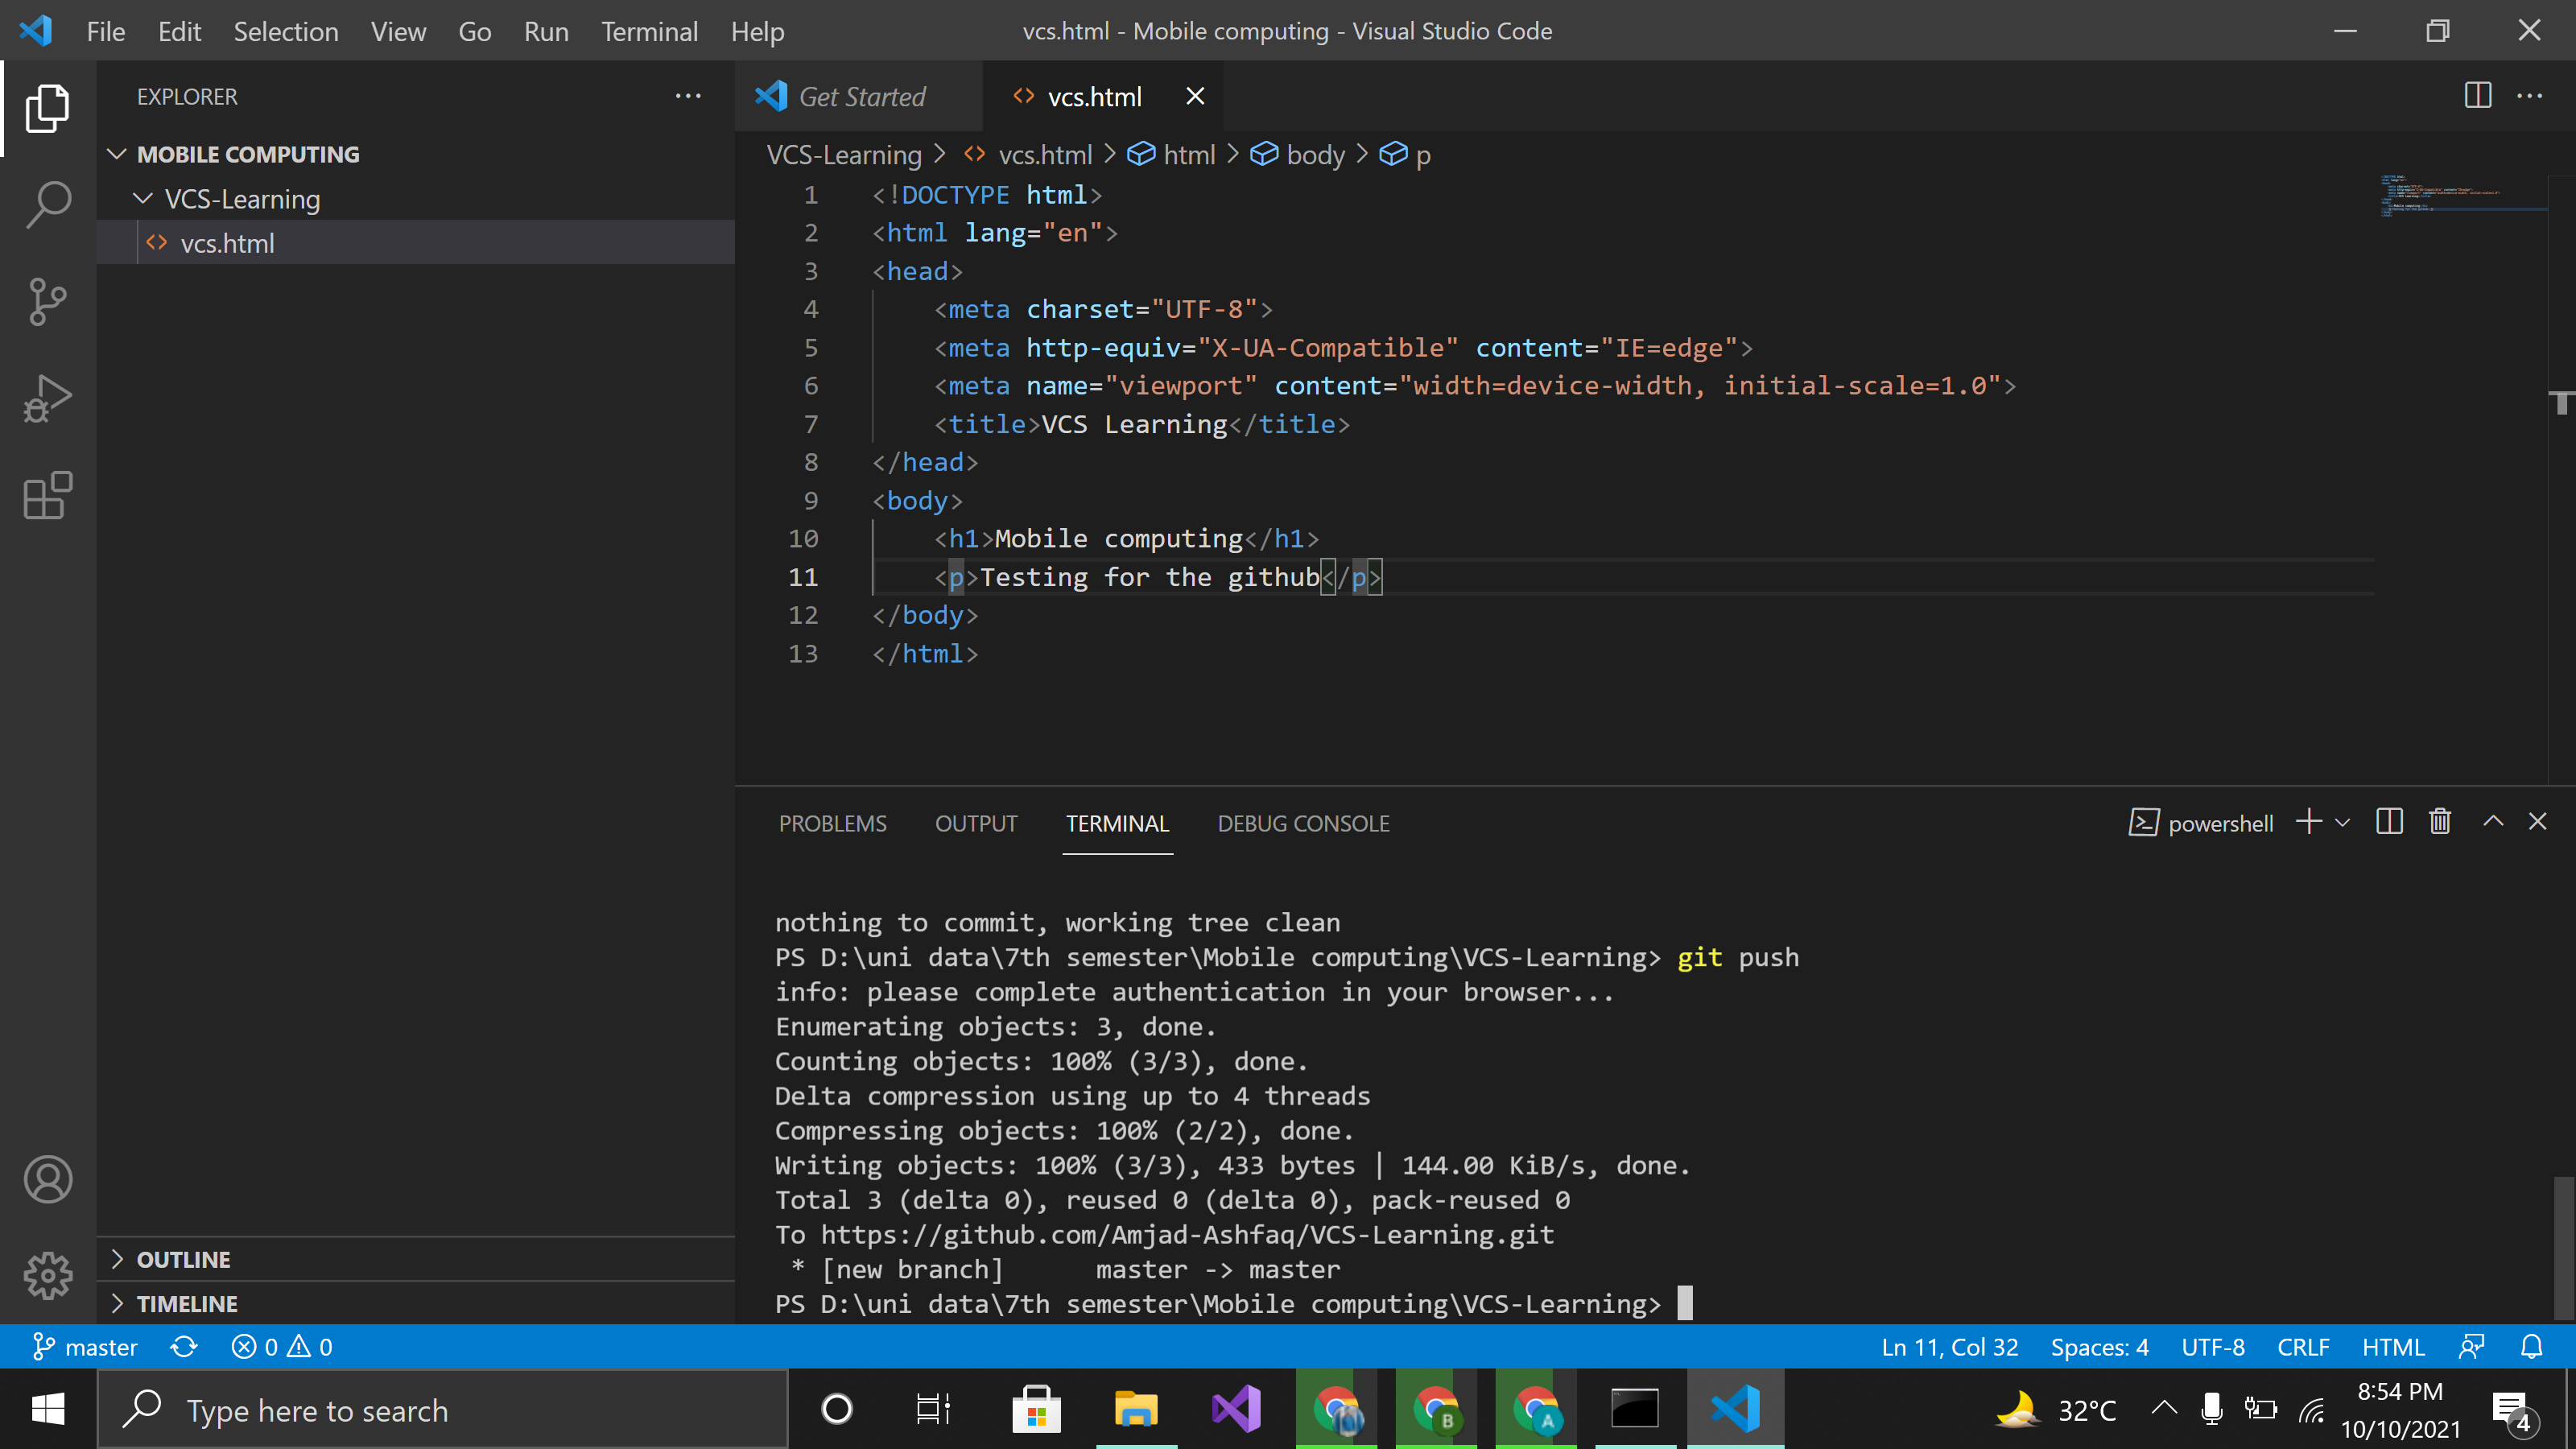 File Edit Selection View Go Run Terminal Help
vcs.html - Mobile computing - Visual Studio Code
EXPLORER
MOBILE COMPUTING
VCS-Learning
vcs.html
OUTLINE
TIMELINE
Get Started
vcs.html
VCS-Learning > vcs.html > html > body > p
1 <!DOCTYPE html>
2 <html lang="en">
3 <head>
4 <meta charset="UTF-8">
5 <meta http-equiv="X-UA-Compatible" content="IE=edge">
6 <meta name="viewport" content="width=device-width, initial-scale=1.0">
7 <title>VCS Learning</title>
8 </head>
9 <body>
10 <h1>Mobile computing</h1>
11 <p>Testing for the github</p>
12 </body>
13 </html>
PROBLEMS OUTPUT TERMINAL DEBUG CONSOLE
powershell
nothing to commit, working tree clean
PS D:\uni data\7th semester\Mobile computing\VCS-Learning> git push
info: please complete authentication in your browser...
Enumerating objects: 3, done.
Counting objects: 100% (3/3), done.
Delta compression using up to 4 threads
Compressing objects: 100% (2/2), done.
Writing objects: 100% (3/3), 433 bytes | 144.00 KiB/s, done.
Total 3 (delta 0), reused 0 (delta 0), pack-reused 0
To https://github.com/Amjad-Ashfaq/VCS-Learning.git
* [new branch] master -> master
PS D:\uni data\7th semester\Mobile computing\VCS-Learning>
master 0 0
Ln 11, Col 32 Spaces: 4 UTF-8 CRLF HTML
Type here to search
B
A
32°C
8:54 PM
10/10/2021
4